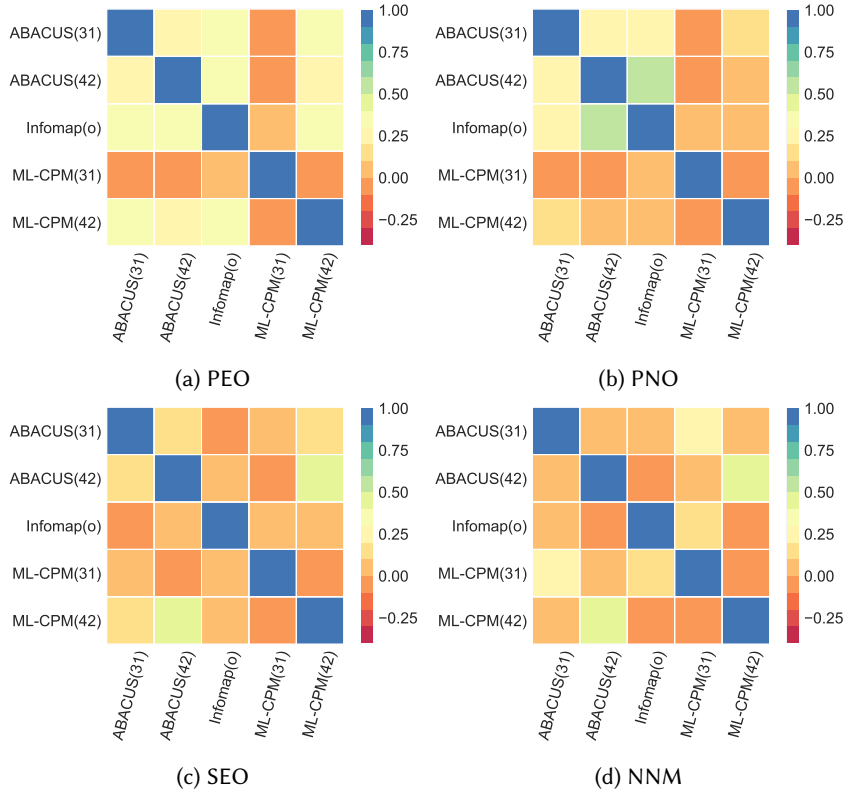 ABACUS(31)
ABACUS(42)
Infomap(o)
ML-CPM(31)
ML-CPM(42)
1.00
0.75
0.50
0.25
0.00
−0.25
ABACUS(31)
ABACUS(42)
Infomap(o)
ML-CPM(31)
ML-CPM(42)
(a) PEO
ABACUS(31)
ABACUS(42)
Infomap(o)
ML-CPM(31)
ML-CPM(42)
1.00
0.75
0.50
0.25
0.00
−0.25
ABACUS(31)
ABACUS(42)
Infomap(o)
ML-CPM(31)
ML-CPM(42)
(b) PNO
ABACUS(31)
ABACUS(42)
Infomap(o)
ML-CPM(31)
ML-CPM(42)
1.00
0.75
0.50
0.25
0.00
−0.25
ABACUS(31)
ABACUS(42)
Infomap(o)
ML-CPM(31)
ML-CPM(42)
(c) SEO
ABACUS(31)
ABACUS(42)
Infomap(o)
ML-CPM(31)
ML-CPM(42)
1.00
0.75
0.50
0.25
0.00
−0.25
ABACUS(31)
ABACUS(42)
Infomap(o)
ML-CPM(31)
ML-CPM(42)
(d) NNM